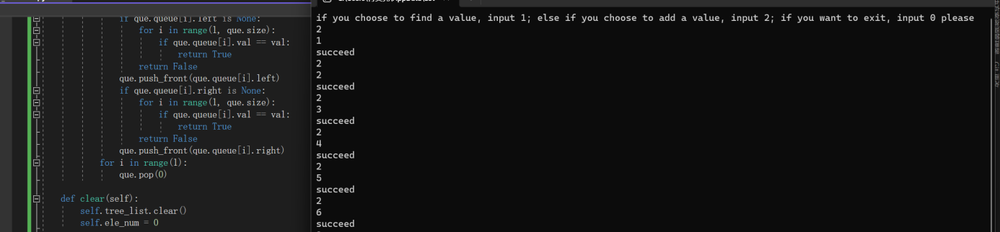 if que.queue[i].left is None:
for i in range(l, que.size):
if que.queue[i].val == val:
return True
return False
que.push_front(que.queue[i].left)
if que.queue[i].right is None:
for i in range(l, que.size):
if que.queue[i].val == val:
return True
return False
que.push_front(que.queue[i].right)
for i in range(l):
que.pop(0)
def clear(self):
self.tree_list.clear()
self.ele_num = 0
if you choose to find a value, input 1; else if you choose to add a value, input 2; if you want to exit, input 0 please
2
1
succeed
2
2
succeed
2
3
succeed
2
4
succeed
2
5
succeed
2
6
succeed